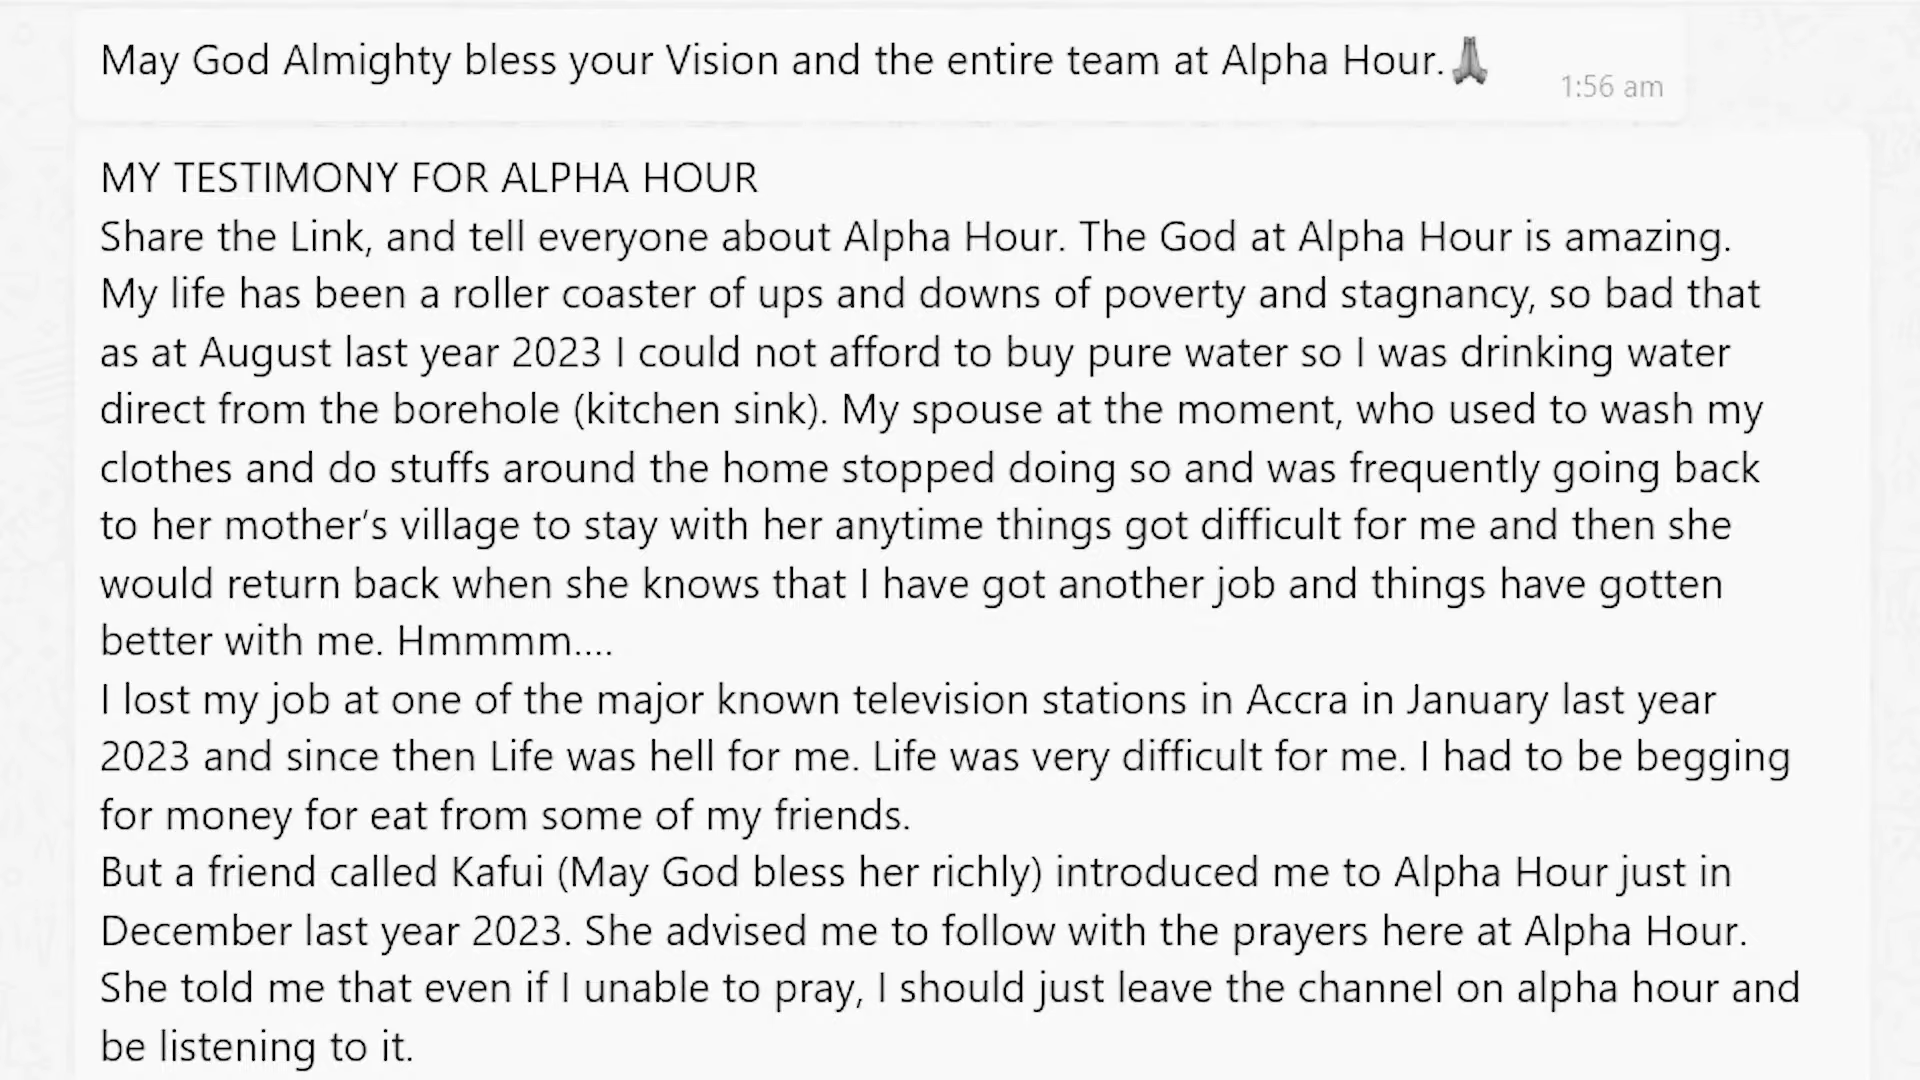 May God Almighty bless your Vision and the entire team at Alpha Hour.🙏
1:56 am
MY TESTIMONY FOR ALPHA HOUR
Share the Link, and tell everyone about Alpha Hour. The God at Alpha Hour is amazing.
My life has been a roller coaster of ups and downs of poverty and stagnancy, so bad that
as at August last year 2023 I could not afford to buy pure water so I was drinking water
direct from the borehole (kitchen sink). My spouse at the moment, who used to wash my
clothes and do stuffs around the home stopped doing so and was frequently going back
to her mother’s village to stay with her anytime things got difficult for me and then she
would return back when she knows that I have got another job and things have gotten
better with me. Hmmmm....
I lost my job at one of the major known television stations in Accra in January last year
2023 and since then Life was hell for me. Life was very difficult for me. I had to be begging
for money for eat from some of my friends.
But a friend called Kafui (May God bless her richly) introduced me to Alpha Hour just in
December last year 2023. She advised me to follow with the prayers here at Alpha Hour.
She told me that even if I unable to pray, I should just leave the channel on alpha hour and
be listening to it.